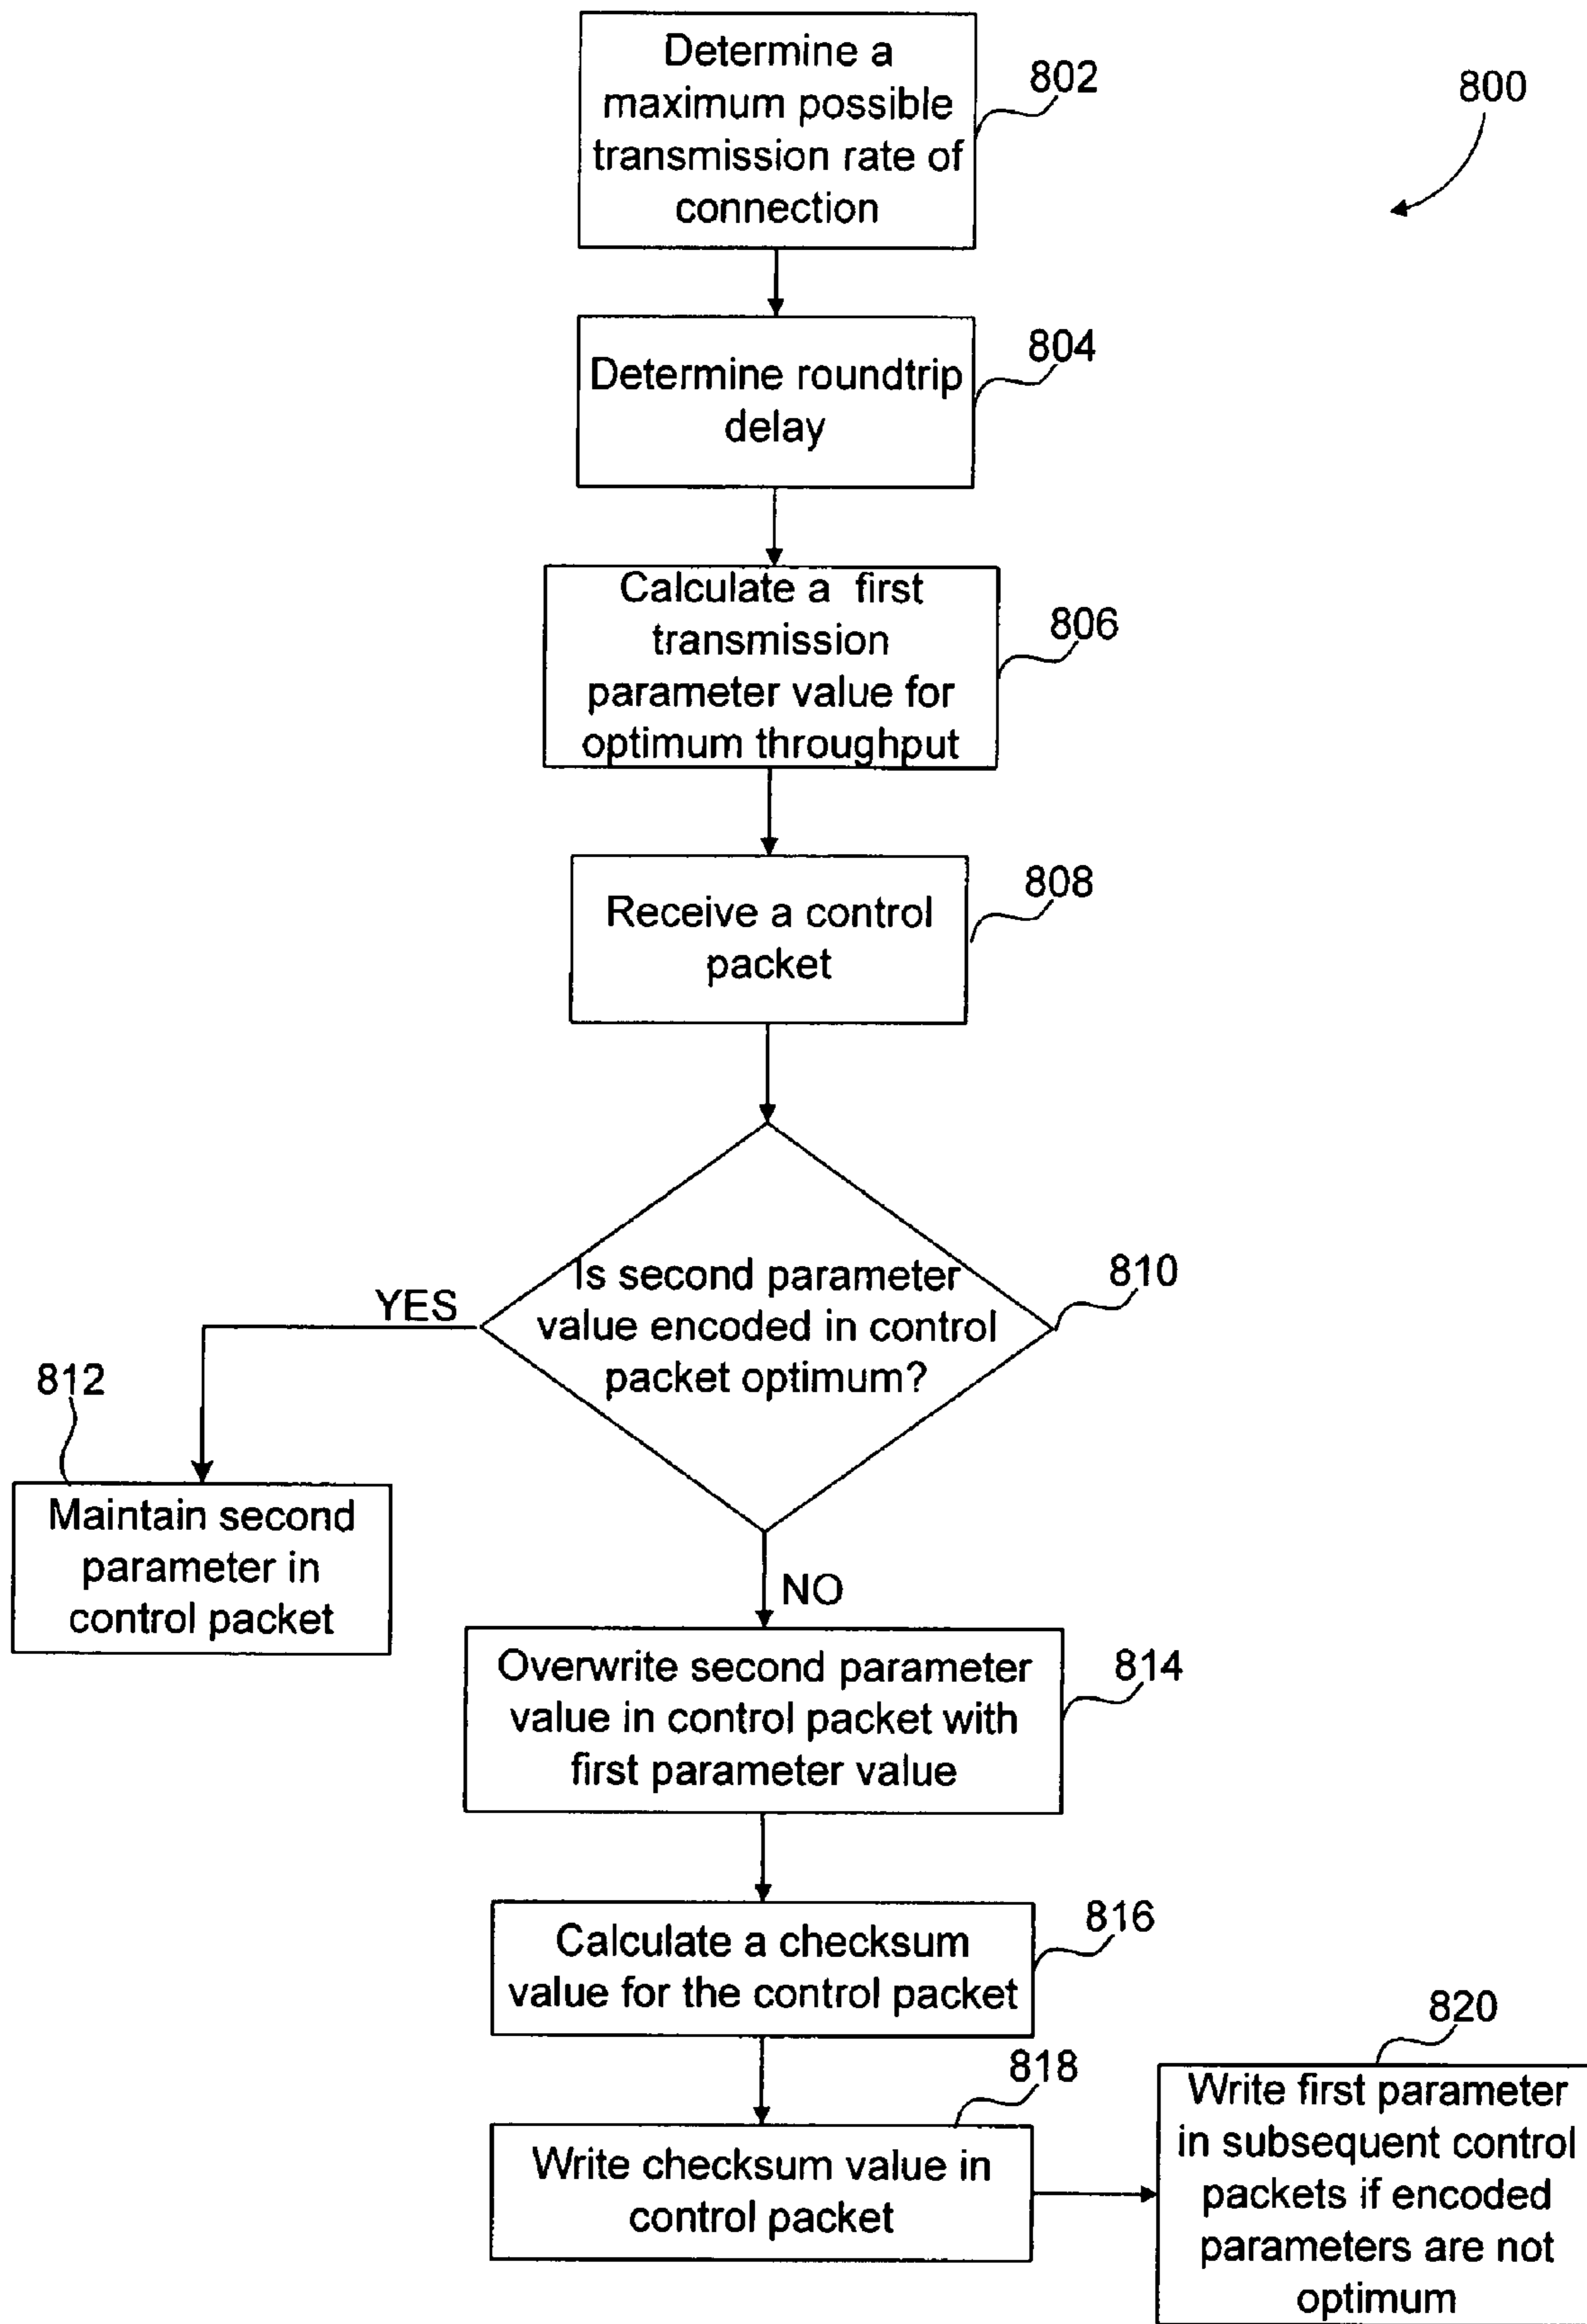 Determine a
maximum possible
transmission rate of
connection
802
800
Determine roundtrip
delay
804
Calculate a first
transmission
parameter value for
optimum throughput
806
Receive a control
packet
808
Is second parameter
value encoded in control
packet optimum?
810
YES
812
Maintain second
parameter in
control packet
NO
Overwrite second parameter
value in control packet with
first parameter value
814
Calculate a checksum
value for the control packet
816
Write checksum value in
control packet
818
820
Write first parameter
in subsequent control
packets if encoded
parameters are not
optimum